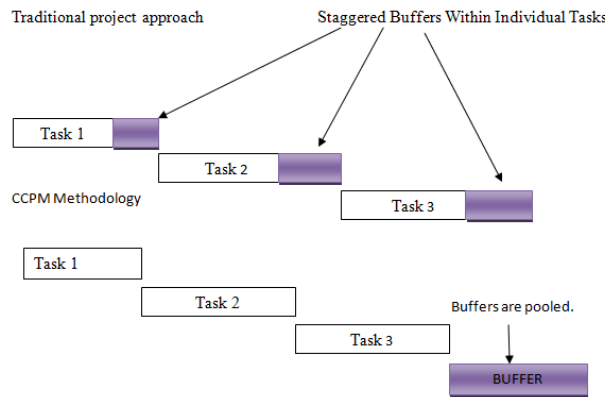 Traditional project approach
Staggered Buffers Within Individual Tasks
Task 1
Task 2
Task 3
CCPM Methodology
Task 1
Task 2
Task 3
Buffers are pooled.
BUFFER